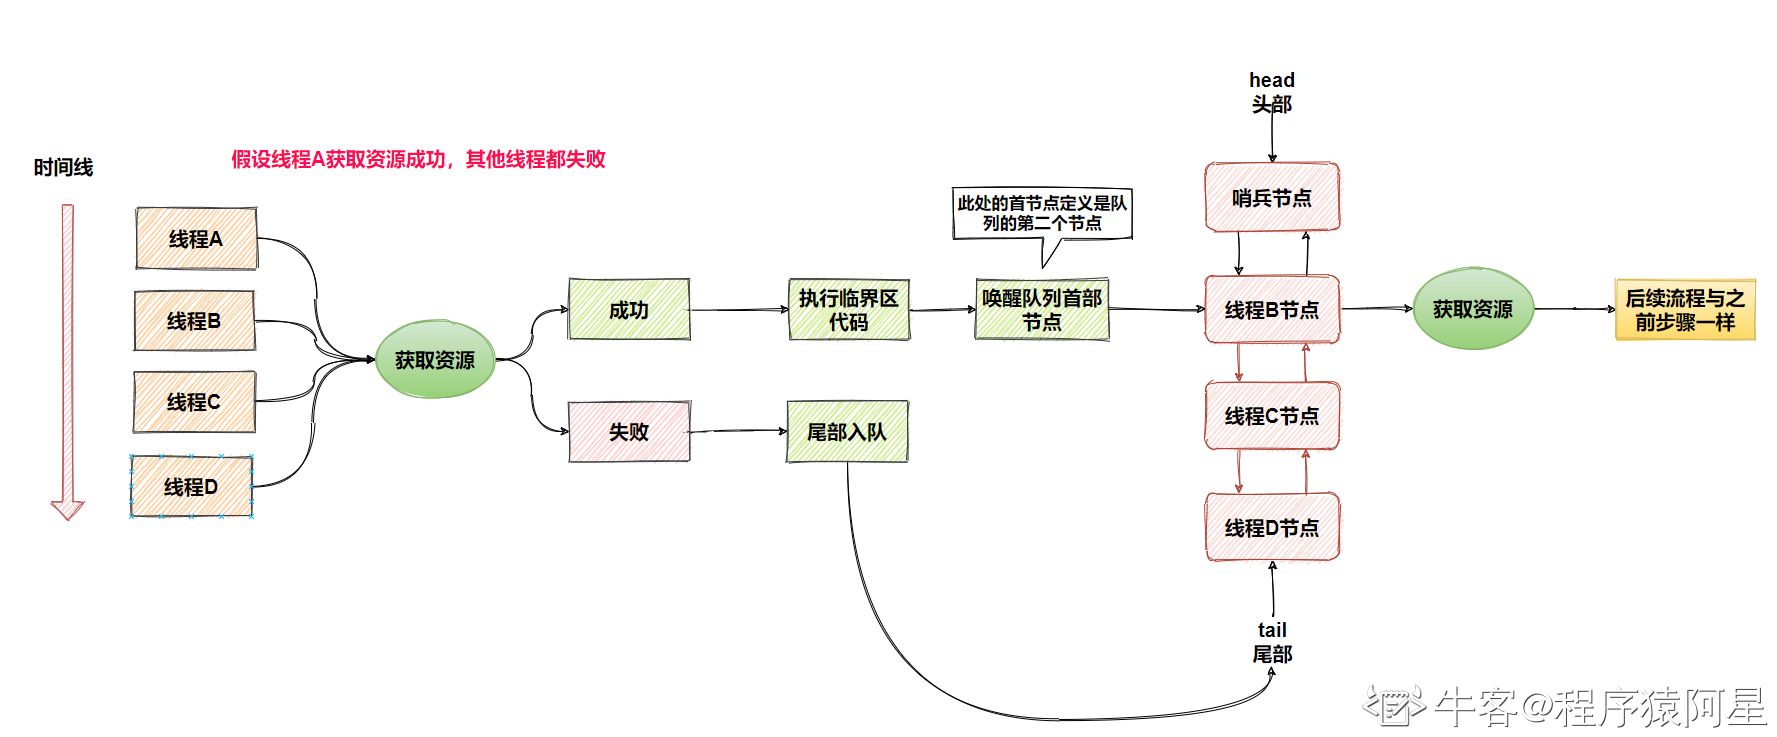 head
头部
时间线
假设线程A获取资源成功，其他线程都失败
线程A
线程B
线程C
线程D
获取资源
成功
失败
执行临界区
代码
尾部入队
此处的首节点定义是队
列的第二个节点
唤醒队列首部
节点
哨兵节点
线程B节点
线程C节点
线程D节点
tail
尾部
获取资源
后续流程与之
前步骤一样
牛客@程序猿阿星